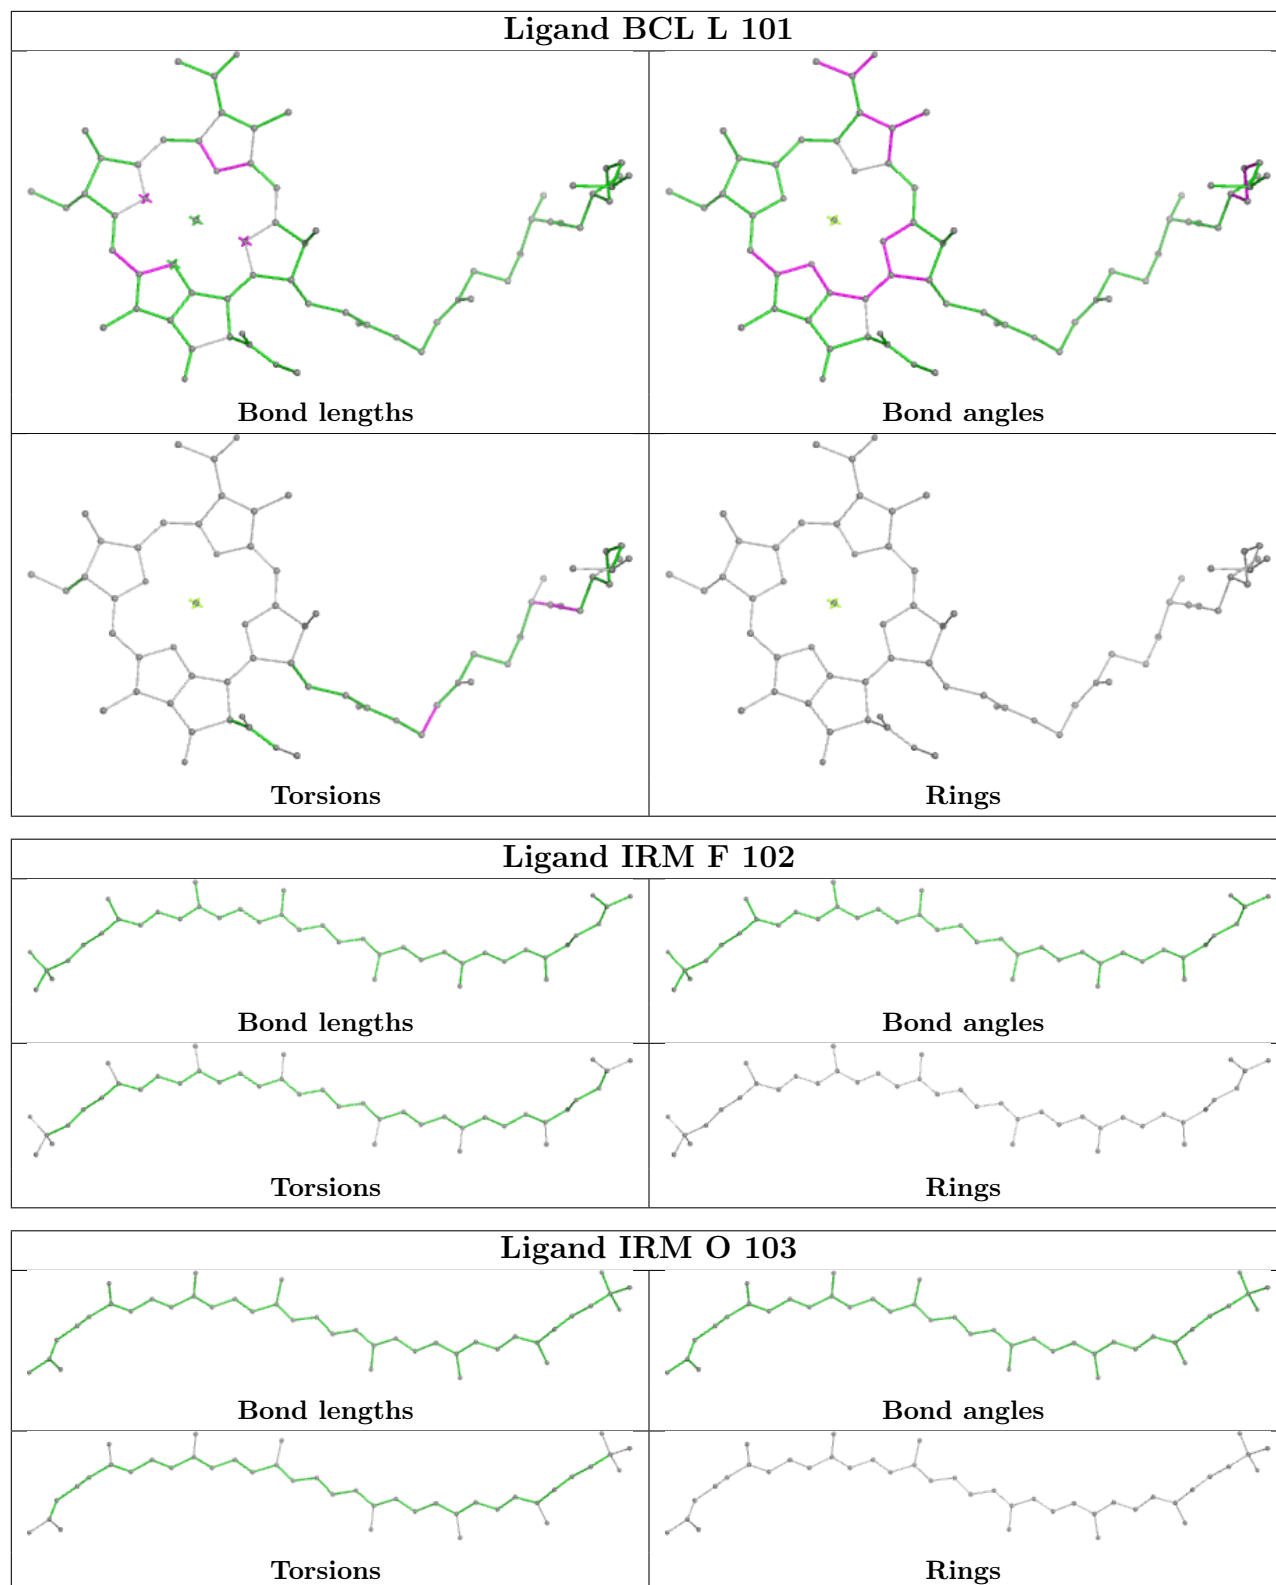 Ligand BCL L 101
Bond lengths
Bond angles
Torsions
Rings
Ligand IRM F 102
Bond lengths
Bond angles
Torsions
Rings
Ligand IRM O 103
Bond lengths
Bond angles
Torsions
Rings